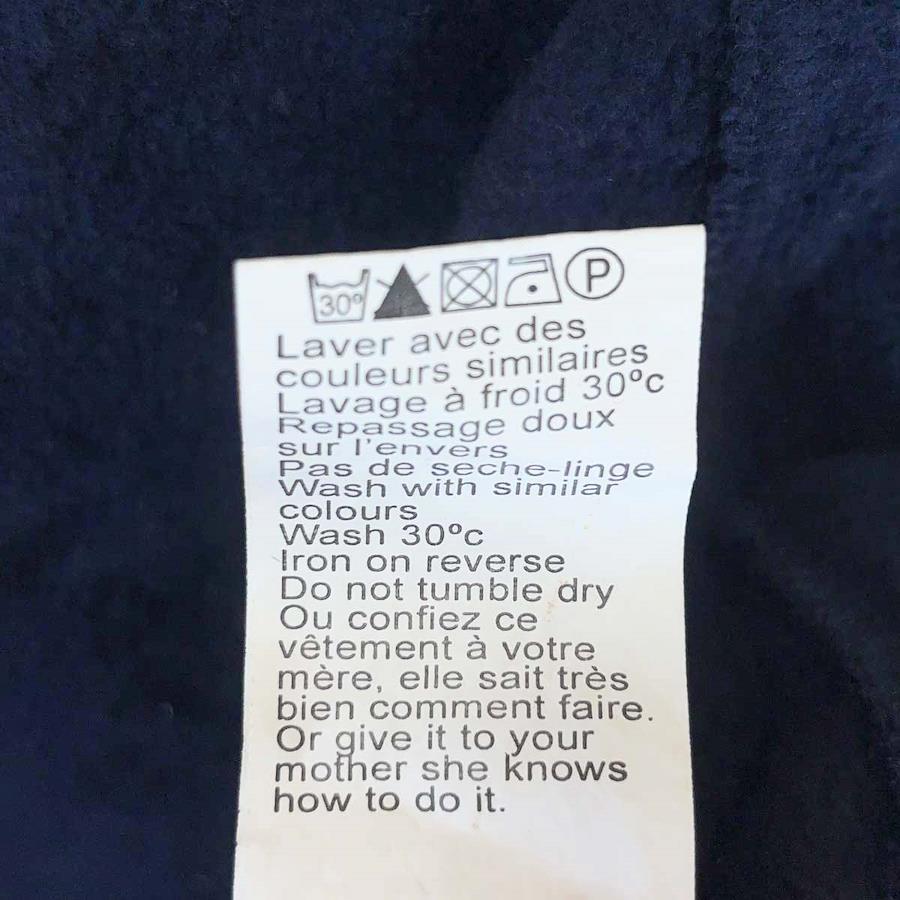 30° P
Laver avec des
couleurs similaires
Lavage à froid 30°c
Repassage doux
sur l'envers
Pas de seche-linge
Wash with similar
colours
Wash 30°c
Iron on reverse
Do not tumble dry
Ou confiez ce
vêtement à votre
mère, elle sait très
bien comment faire.
Or give it to your
mother she knows
how to do it.